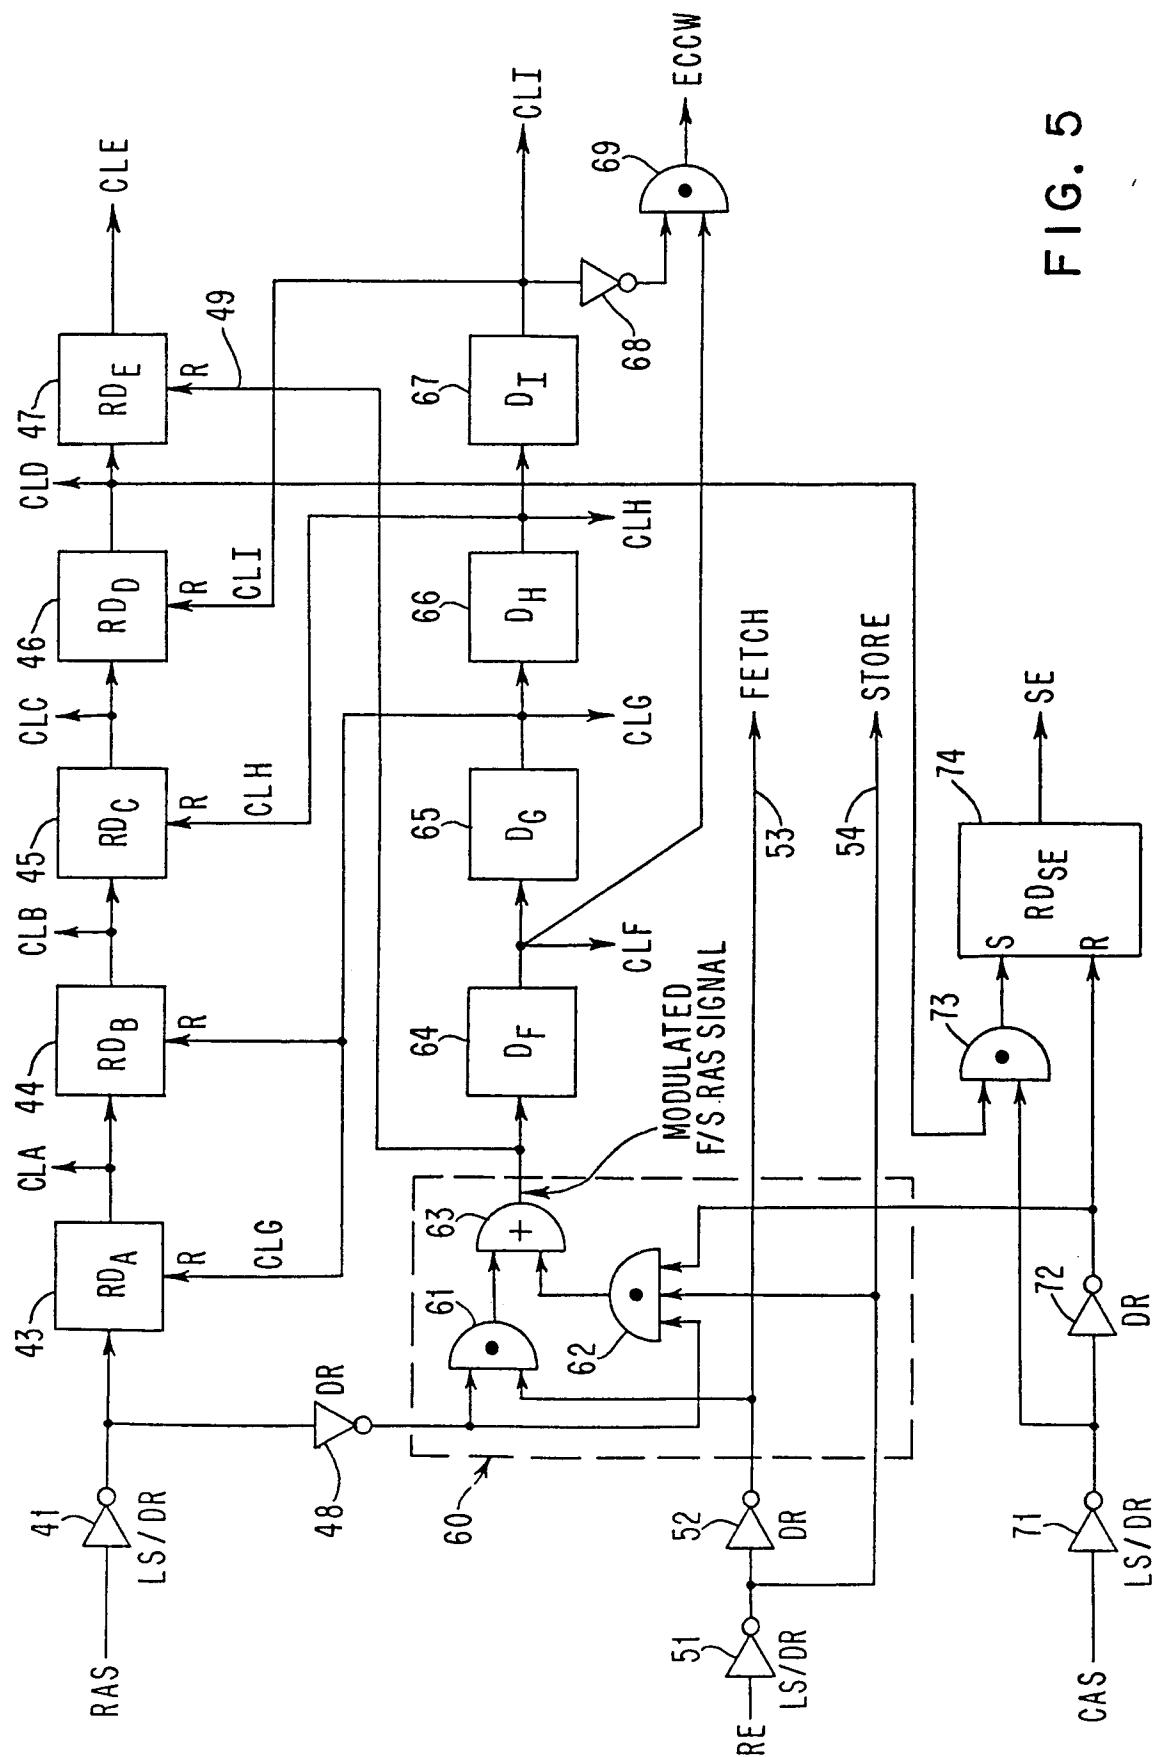 RAS
41
LS/DR
43
RDA
R
CLG
CLA
44
RDB
R
CLB
45
RDC
R
CLH
CLC
46
RDD
R
CLI
CLD
47
RDE
R
49
CLE
48
DR
60
61
62
63
MODULATED
F/S RAS SIGNAL
64
DF
CLF
65
DG
CLG
66
DH
CLH
67
DI
CLI
68
69
ECCW
RE
51
LS/DR
52
DR
53
FETCH
54
STORE
CAS
71
LS/DR
72
DR
73
74
S
R
RDSE
SE
FIG. 5